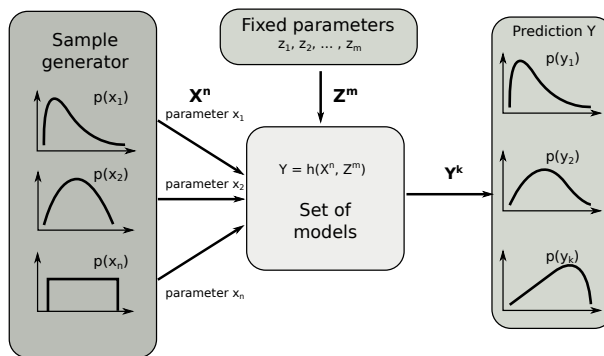 Sample
generator
p(x₁)
p(x₂)
p(xₙ)
Xⁿ
parameter x₁
parameter x₂
parameter xₙ
Fixed parameters
z₁, z₂, ... , zₘ
Zᵐ
Y = h(Xⁿ, Zᵐ)
Set of
models
Yᵏ
Prediction Y
p(y₁)
p(y₂)
p(yₖ)